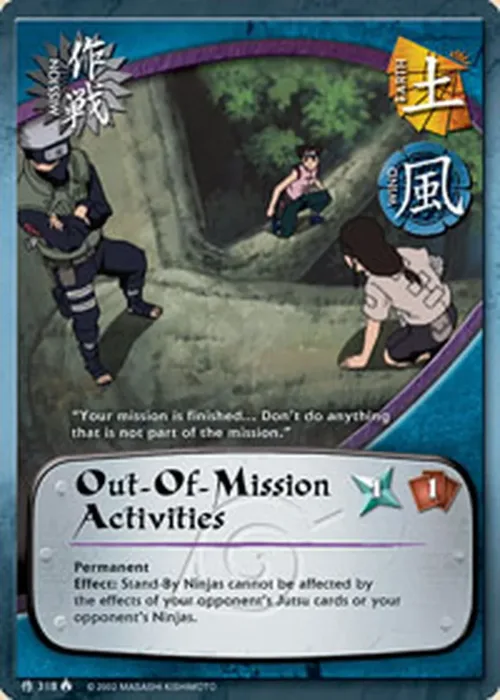 作戦
MISSION
土
EARTH
風
WIND
"Your mission is finished... Don't do anything
that is not part of the mission."
Out-Of-Mission
Activities
1
1
Permanent
Effect: Stand-By Ninjas cannot be affected by
the effects of your opponent's Jutsu cards or your
opponent's Ninjas.
318 © 2002 MASASHI KISHIMOTO